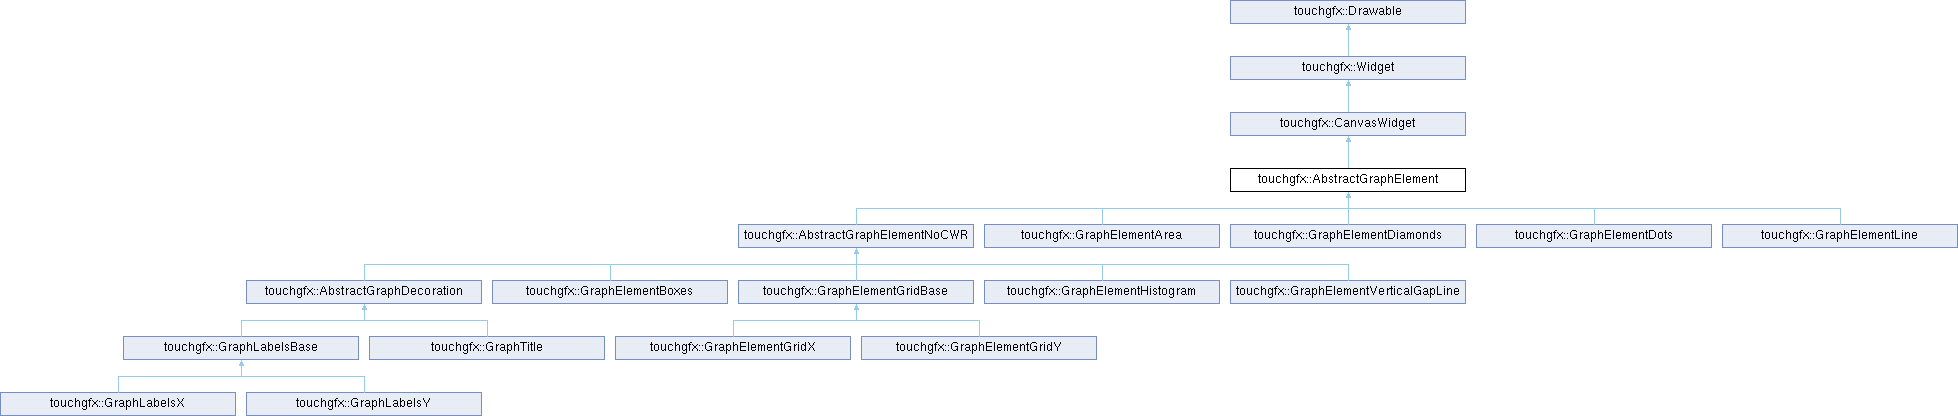 touchgfx::Drawable
touchgfx::Widget
touchgfx::CanvasWidget
touchgfx::AbstractGraphElement
touchgfx::AbstractGraphElementNoCWR
touchgfx::GraphElementArea
touchgfx::GraphElementDiamonds
touchgfx::GraphElementDots
touchgfx::GraphElementLine
touchgfx::AbstractGraphDecoration
touchgfx::GraphElementBoxes
touchgfx::GraphElementGridBase
touchgfx::GraphElementHistogram
touchgfx::GraphElementVerticalGapLine
touchgfx::GraphLabelsBase
touchgfx::GraphTitle
touchgfx::GraphElementGridX
touchgfx::GraphElementGridY
touchgfx::GraphLabelsX
touchgfx::GraphLabelsY